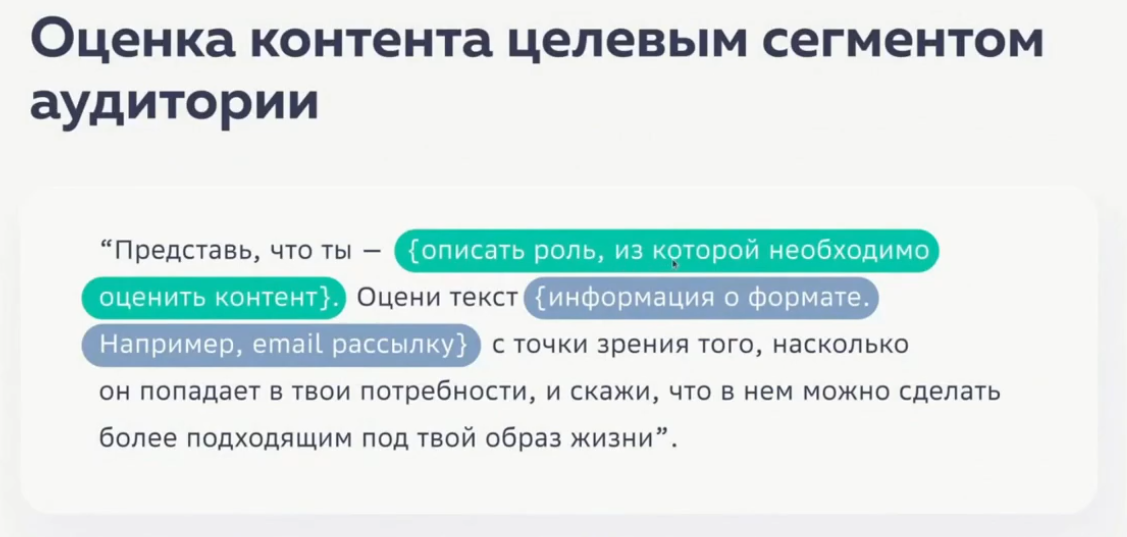 Оценка контента целевым сегментом
аудитории
“Представь, что ты — {описать роль, из которой необходимо
оценить контент}. Оцени текст {информация о формате.
Например, email рассылку} с точки зрения того, насколько
он попадает в твои потребности, и скажи, что в нем можно сделать
более подходящим под твой образ жизни”.